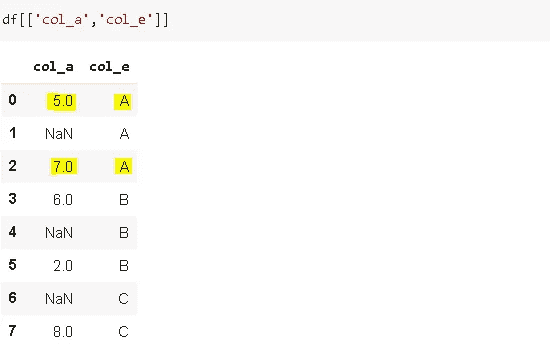 df[['col_a','col_e']]
col_a col_e
0 5.0 A
1 NaN A
2 7.0 A
3 6.0 B
4 NaN B
5 2.0 B
6 NaN C
7 8.0 C